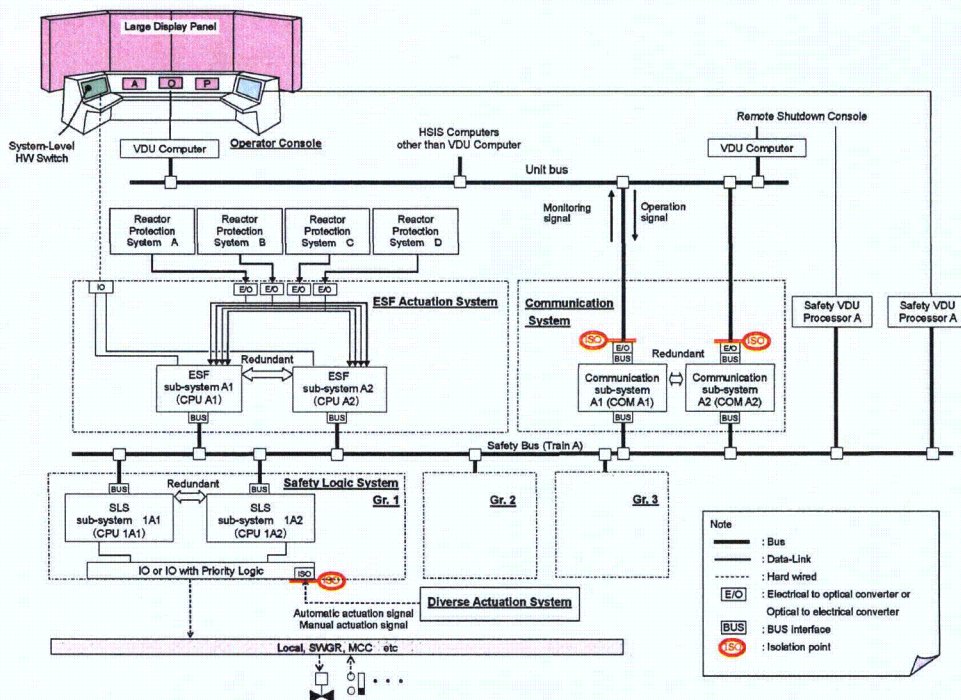 Large Display Panel
A O P
System-Level
HW Switch
VDU Computer
Operator Console
HSIS Computers
other than VDU Computer
Remote Shutdown Console
VDU Computer
Unit bus
Monitoring
signal
Operation
signal
Reactor
Protection
System A
Reactor
Protection
System B
Reactor
Protection
System C
Reactor
Protection
System D
IO
E/O E/O E/O E/O
ESF Actuation System
Communication
System
Safety VDU
Processor A
Safety VDU
Processor A
ISO
E/O
BUS
Redundant
E/O
BUS
ISO
Redundant
ESF
sub-system A1
(CPU A1)
ESF
sub-system A2
(CPU A2)
Communication
sub-system
A1 (COM A1)
Communication
sub-system
A2 (COM A2)
BUS
BUS
BUS
BUS
Safety Bus (Train A)
BUS
Redundant
BUS
Safety Logic System
Gr. 1
Gr. 2
Gr. 3
SLS
sub-system 1A1
(CPU 1A1)
SLS
sub-system 1A2
(CPU 1A2)
IO or IO with Priority Logic
ISO
ISO
Diverse Actuation System
Automatic actuation signal
Manual actuation signal
Local, SWGR, MCC etc
Note
: Bus
: Data-Link
: Hard wired
E/O : Electrical to optical converter or
Optical to electrical converter
BUS : BUS interface
ISO : Isolation point